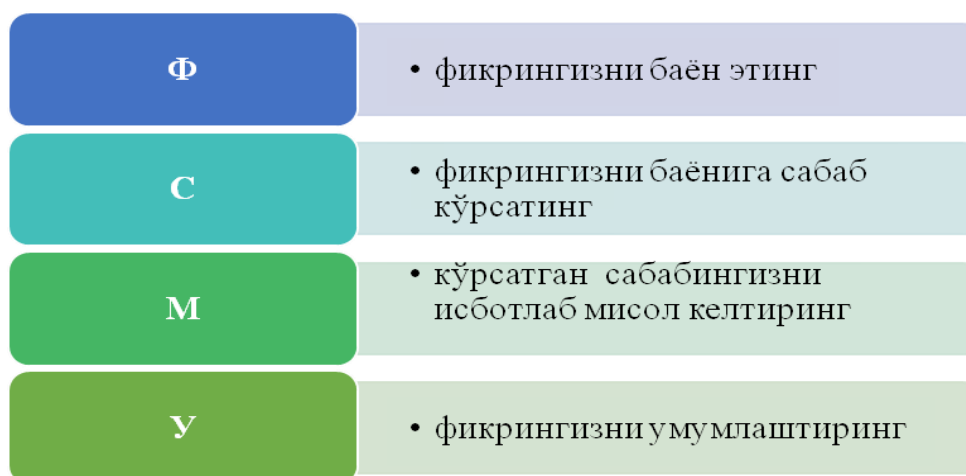 Ф
• фикрингизни баён этинг
С
• фикрингизни баёнига сабаб
кўрсатинг
М
• кўрсатган сабабингизни
исботлаб мисол келтиринг
У
• фикрингизни умумлаштиринг